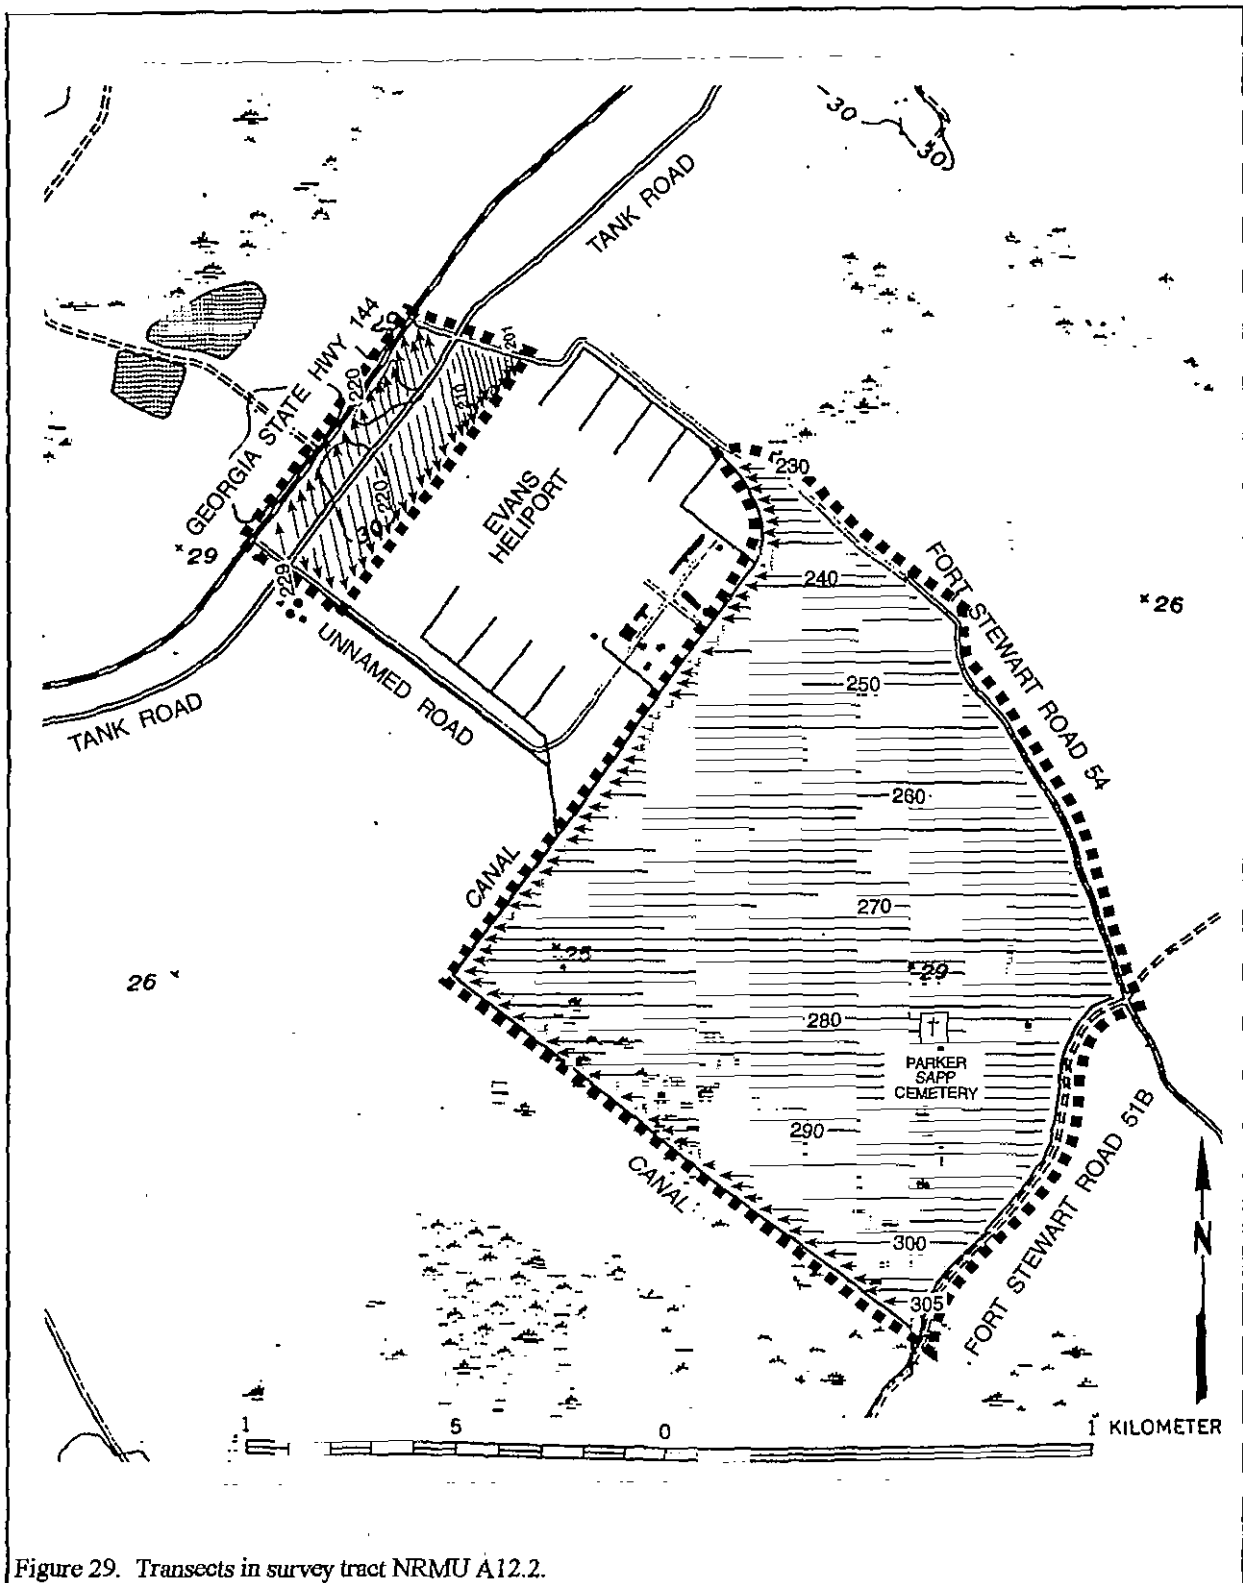 30
30
TANK ROAD
GEORGIA STATE HWY 144
220
201
210
220
30
229
29
TANK ROAD
UNNAMED ROAD
EVANS
HELIPORT
230
240
250
260
270
280
290
300
305
FORT STEWART ROAD 54
26
CANAL
25
26
29
PARKER
SAPP
CEMETERY
CANAL
FORT STEWART ROAD 51B
N
1 5 0 1 KILOMETER
Figure 29. Transects in survey tract NRMU A12.2.